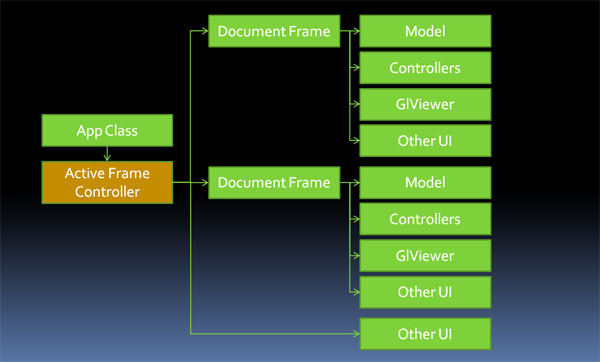 Document Frame
Model
Controllers
GlViewer
Other UI
App Class
Active Frame
Controller
Document Frame
Model
Controllers
GlViewer
Other UI
Other UI